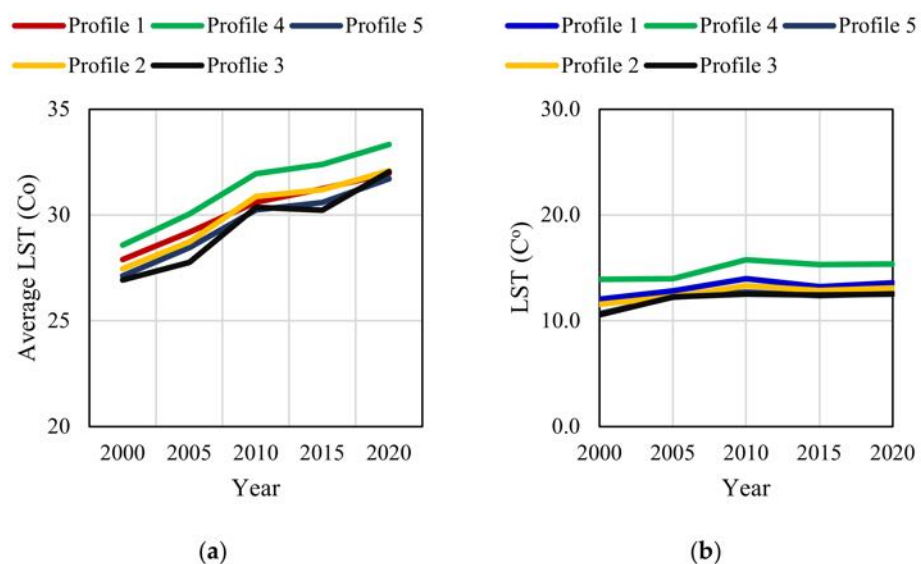 Profile 1 Profile 4 Profile 5
Profile 2 Proflie 3
35
30
25
20
Average LST (Co)
2000 2005 2010 2015 2020
Year
(a)
Profile 1 Profile 4 Profile 5
Profile 2 Profile 3
30.0
20.0
10.0
0.0
LST (C°)
2000 2005 2010 2015 2020
Year
(b)